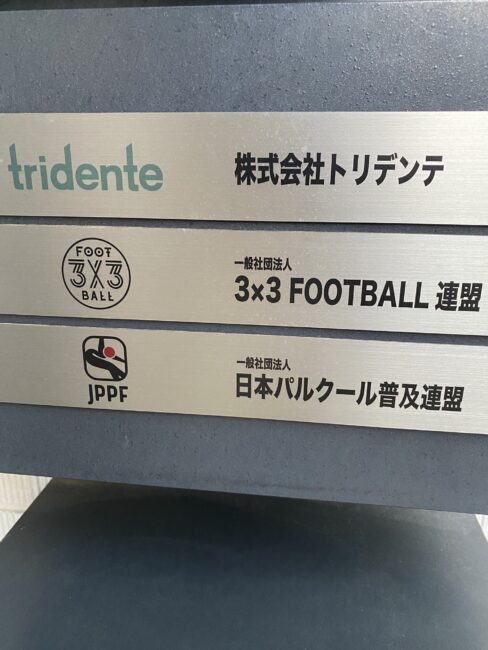 tridente 株式会社トリデンテ
FOOT
3X3
BALL
一般社団法人
3×3 FOOTBALL 連盟
JPPF
一般社団法人
日本パルクール普及連盟